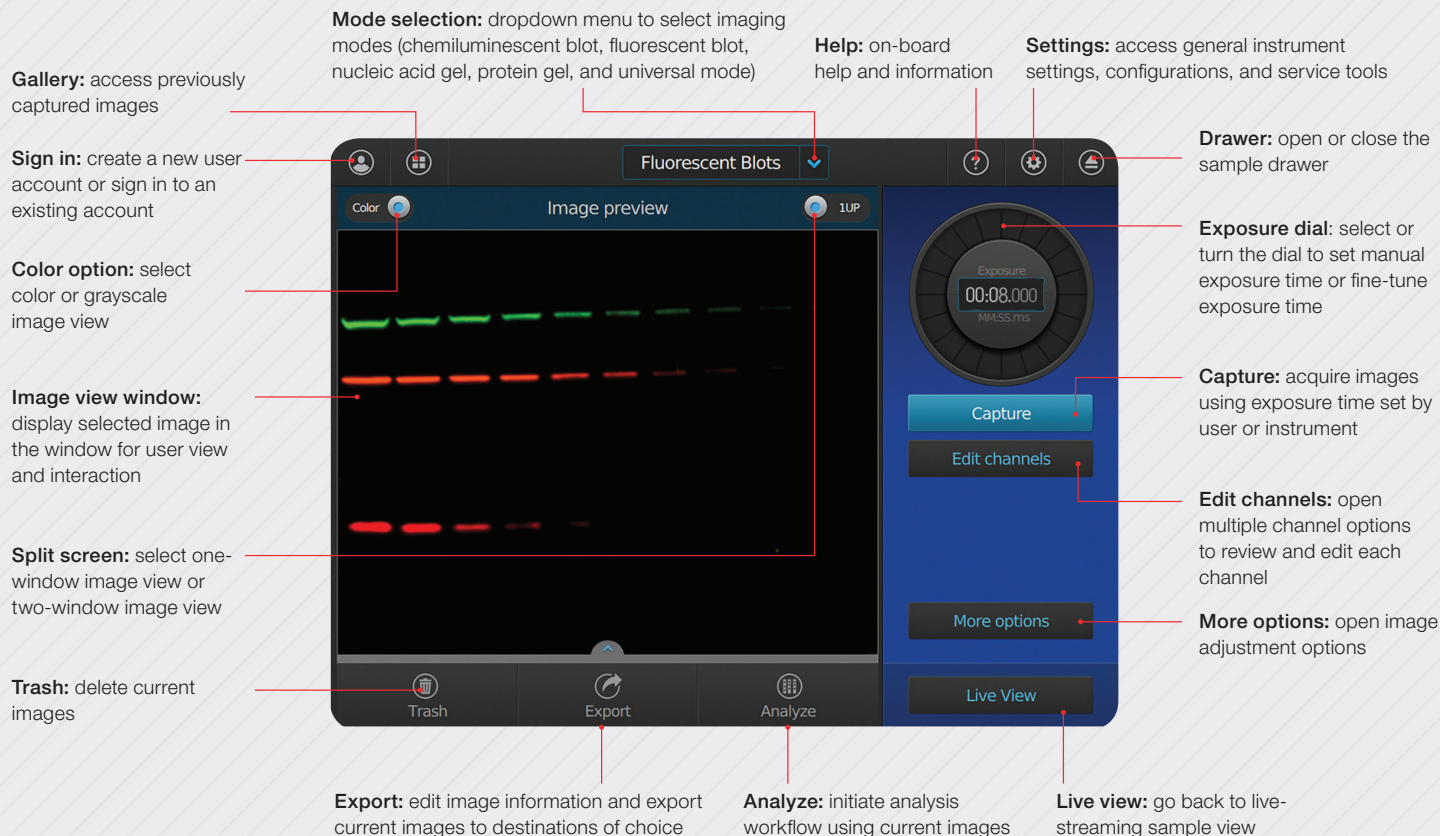 Mode selection: dropdown menu to select imaging
modes (chemiluminescent blot, fluorescent blot,
nucleic acid gel, protein gel, and universal mode)
Help: on-board
help and information
Settings: access general instrument
settings, configurations, and service tools
Gallery: access previously
captured images
Sign in: create a new user
account or sign in to an
existing account
Color option: select
color or grayscale
image view
Image view window:
display selected image in
the window for user view
and interaction
Split screen: select one-
window image view or
two-window image view
Trash: delete current
images
Fluorescent Blots
?
Color
Image preview
1UP
Exposure
00:08.000
MM:SS.ms
Capture
Edit channels
More options
Live View
Trash
Export
Analyze
Drawer: open or close the
sample drawer
Exposure dial: select or
turn the dial to set manual
exposure time or fine-tune
exposure time
Capture: acquire images
using exposure time set by
user or instrument
Edit channels: open
multiple channel options
to review and edit each
channel
More options: open image
adjustment options
Export: edit image information and export
current images to destinations of choice
Analyze: initiate analysis
workflow using current images
Live view: go back to live-
streaming sample view